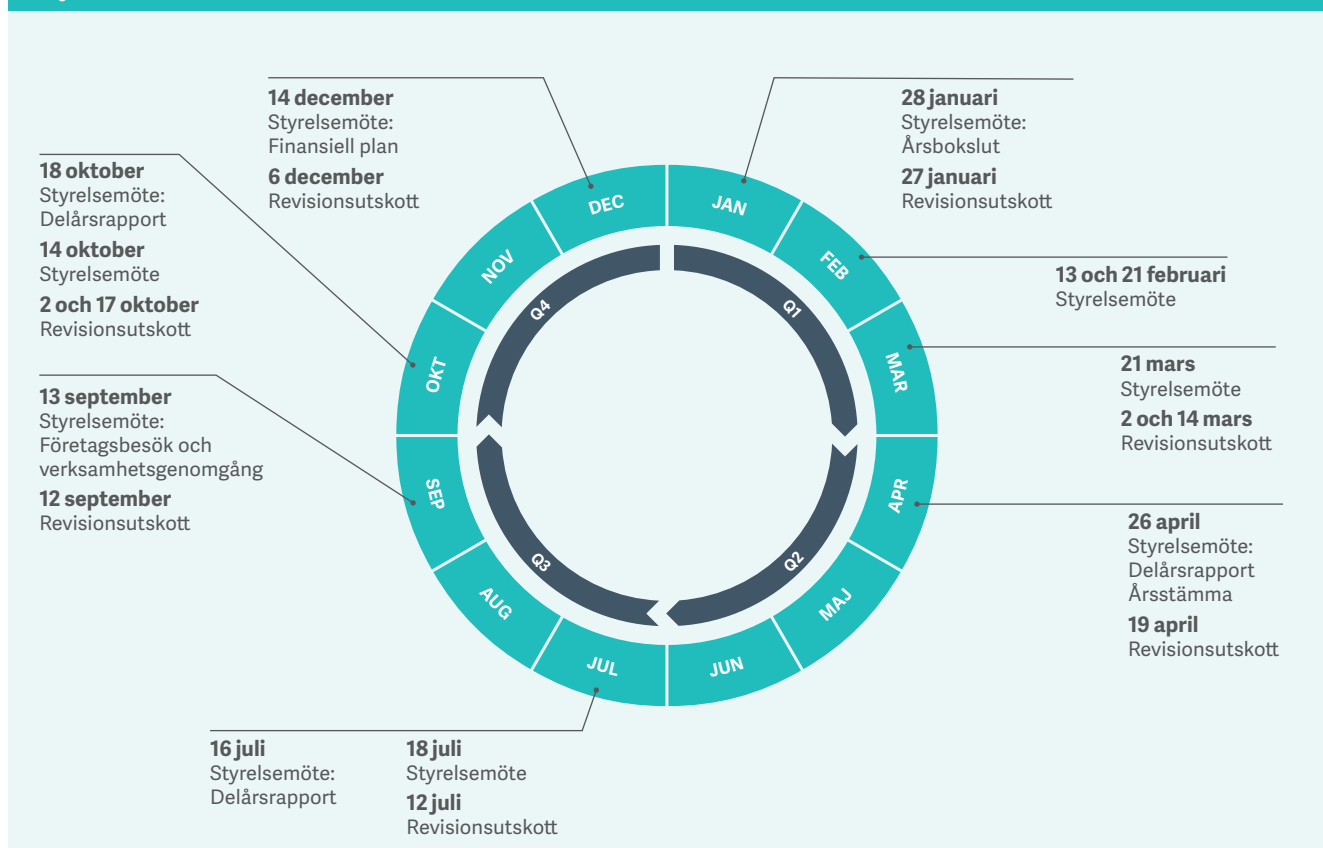 14 december
Styrelsemöte:
Finansiell plan
6 december
Revisionsutskott
28 januari
Styrelsemöte:
Årsbokslut
27 januari
Revisionsutskott
18 oktober
Styrelsemöte:
Delårsrapport
14 oktober
Styrelsemöte
2 och 17 oktober
Revisionsutskott
13 och 21 februari
Styrelsemöte
21 mars
Styrelsemöte
2 och 14 mars
Revisionsutskott
13 september
Styrelsemöte:
Företagsbesök och
verksamhetsgenomgång
12 september
Revisionsutskott
26 april
Styrelsemöte:
Delårsrapport
Årsstämma
19 april
Revisionsutskott
16 juli
Styrelsemöte:
Delårsrapport
18 juli
Styrelsemöte
12 juli
Revisionsutskott
JAN
FEB
MAR
APR
MAJ
JUN
JUL
AUG
SEP
OKT
NOV
DEC
Q1
Q2
Q3
Q4